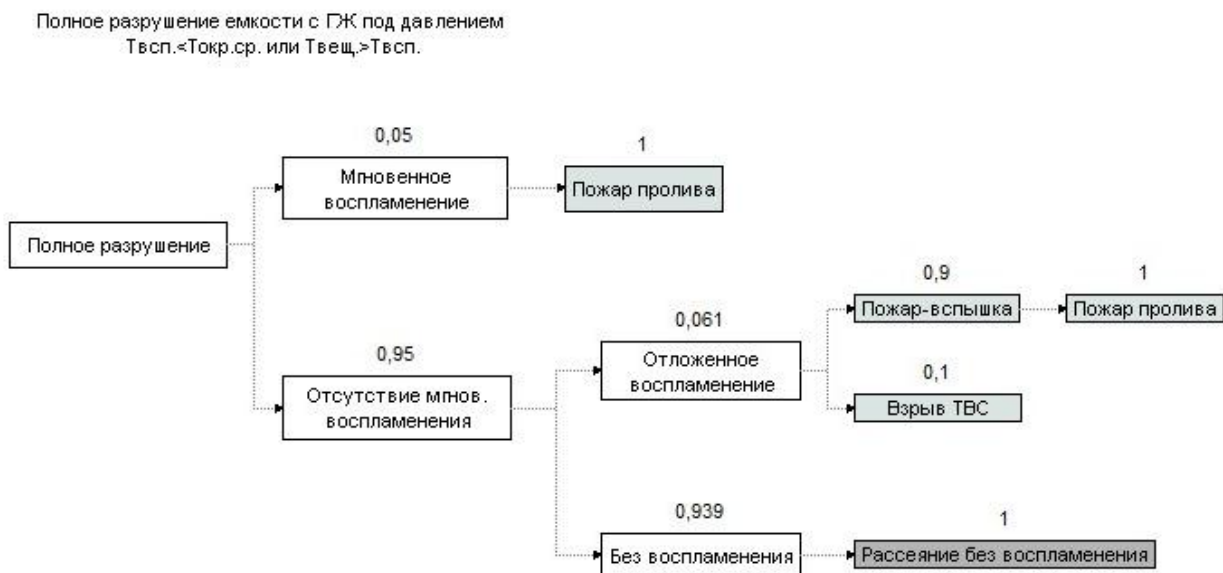 Полное разрушение емкости с ГЖ под давлением
Твсп.<Токр.ср. или Твещ.>Твсп.
0,05
1
Мгновенное
воспламенение
Пожар пролива
Полное разрушение
0,9
1
0,061
Пожар-вспышка
Пожар пролива
0,95
Отложенное
воспламенение
0,1
Отсутствие мгнов.
воспламенения
Взрыв ТВС
0,939
1
Без воспламенения
Рассеяние без воспламенения